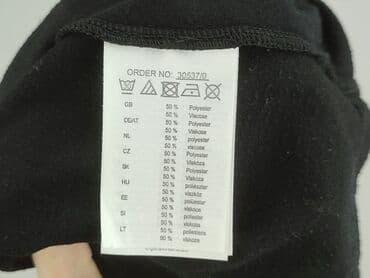 ORDER NO: 30537/0
GB 50 % Polyester
50 % Viscose
DE/AT 50 % Polyester
50 % Viskose
NL 50 % Polyester
50 % Viskose
CZ 50 % Polyester
50 % viscose
SK 50 % Polyester
50 % Viskóza
HU 50 % poliészter
50 % viszkóz
EE 50 % polüester
50 % viskoos
SI 50 % poliester
50 % viskoza
LT 50 % poliesteris
50 % viskozė